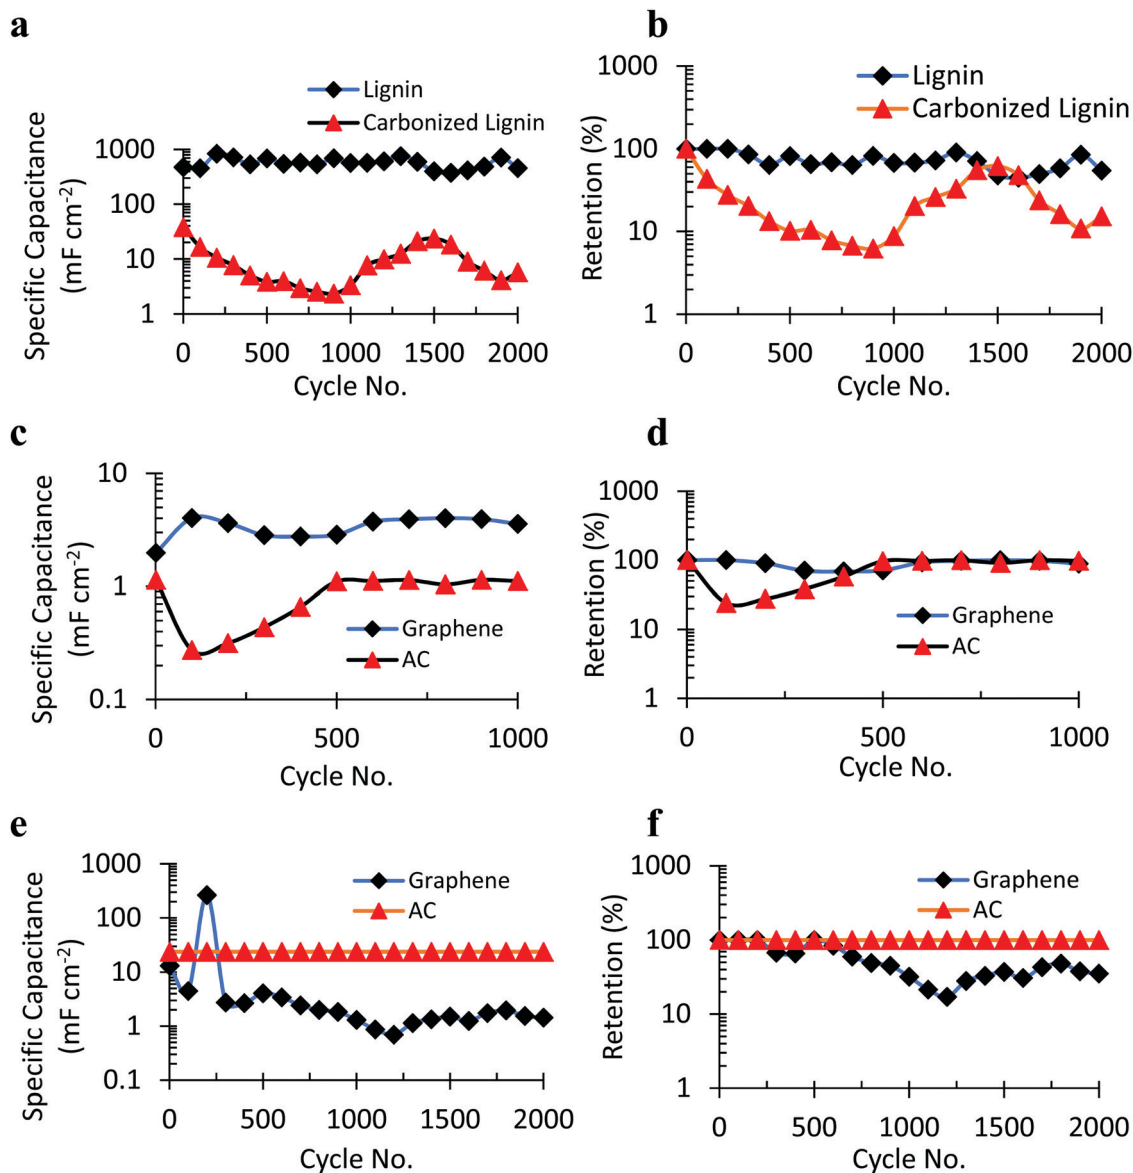 a
Specific Capacitance
(mF cm-2)
Lignin
Carbonized Lignin
1000
100
10
1
0 500 1000 1500 2000
Cycle No.
b
Retention (%)
Lignin
Carbonized Lignin
1000
100
10
1
0 500 1000 1500 2000
Cycle No.
c
Specific Capacitance
(mF cm-2)
10
1
0.1
Graphene
AC
0 500 1000
Cycle No.
d
Retention (%)
1000
100
10
1
Graphene
AC
0 500 1000
Cycle No.
e
Specific Capacitance
(mF cm-2)
Graphene
AC
1000
100
10
1
0.1
0 500 1000 1500 2000
Cycle No.
f
Retention (%)
Graphene
AC
1000
100
10
1
0 500 1000 1500 2000
Cycle No.